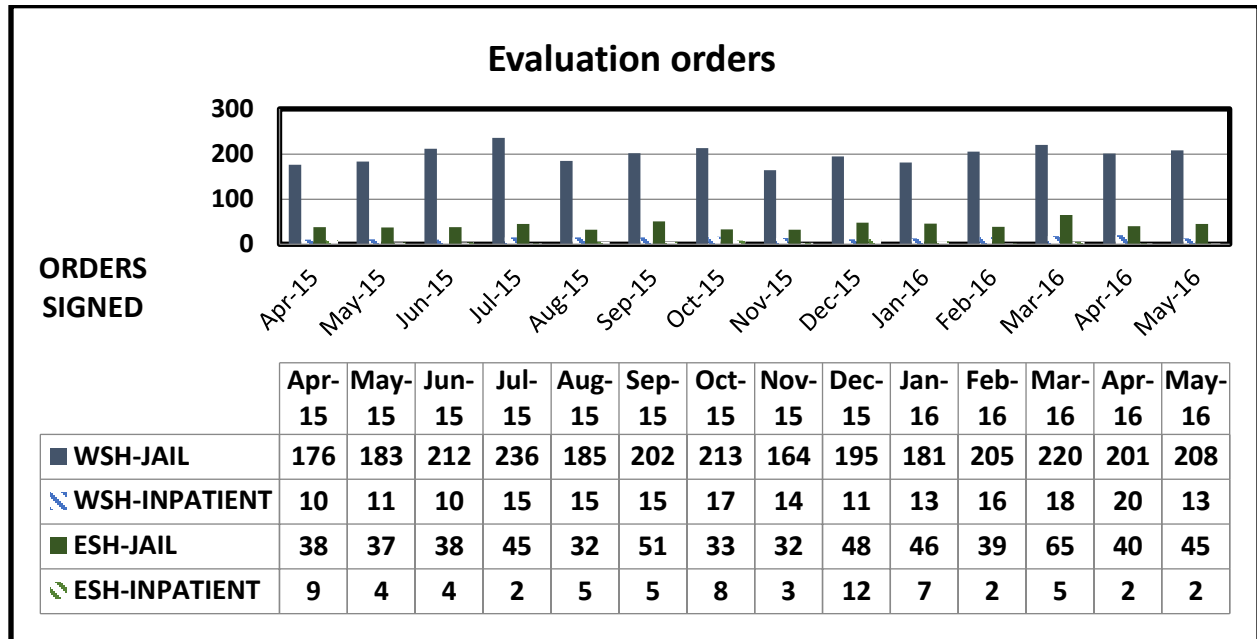 Evaluation orders
300
200
100
0
ORDERS
SIGNED
Apr-15 May-15 Jun-15 Jul-15 Aug-15 Sep-15 Oct-15 Nov-15 Dec-15 Jan-16 Feb-16 Mar-16 Apr-16 May-16
Apr- May- Jun- Jul- Aug- Sep- Oct- Nov- Dec- Jan- Feb- Mar- Apr- May-
15 15 15 15 15 15 15 15 15 16 16 16 16 16
WSH-JAIL 176 183 212 236 185 202 213 164 195 181 205 220 201 208
WSH-INPATIENT 10 11 10 15 15 15 17 14 11 13 16 18 20 13
ESH-JAIL 38 37 38 45 32 51 33 32 48 46 39 65 40 45
ESH-INPATIENT 9 4 4 2 5 5 8 3 12 7 2 5 2 2